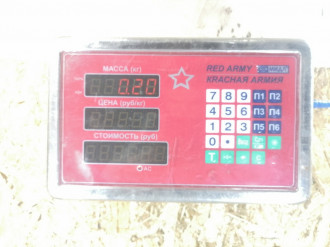 МАССА (кг)
0.20
ЦЕНА (руб/кг)
СТОИМОСТЬ (руб)
AC
RED ARMY
КРАСНАЯ АРМИЯ
7 8 9 П1 П2
4 5 6 П3 П4
1 2 3 П5 П6
0 • C
T